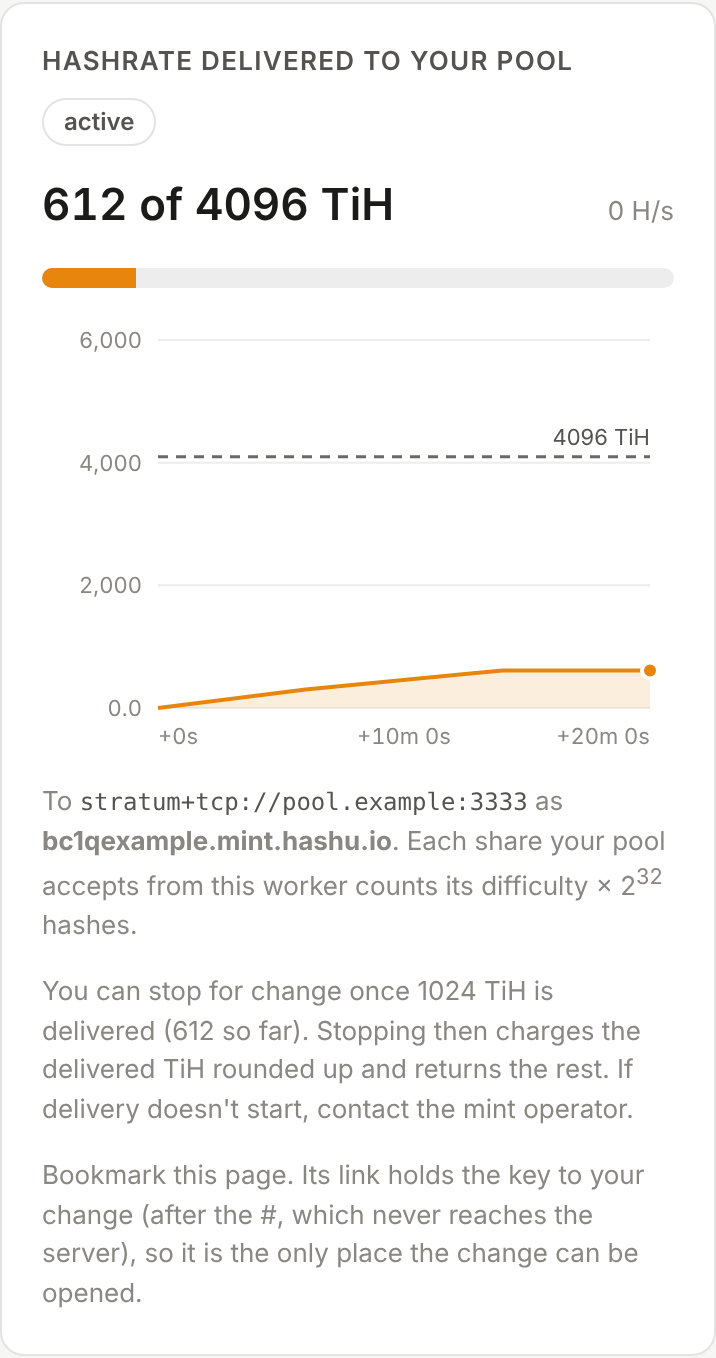 HASHRATE DELIVERED TO YOUR POOL
active
612 of 4096 TiH
0 H/s
6,000
4096 TiH
4,000
2,000
0.0
+0s
+10m 0s
+20m 0s
To stratum+tcp://pool.example:3333 as
bc1qexample.mint.hashu.io. Each share your pool
accepts from this worker counts its difficulty × 2³²
hashes.
You can stop for change once 1024 TiH is
delivered (612 so far). Stopping then charges the
delivered TiH rounded up and returns the rest. If
delivery doesn't start, contact the mint operator.
Bookmark this page. Its link holds the key to your
change (after the #, which never reaches the
server), so it is the only place the change can be
opened.